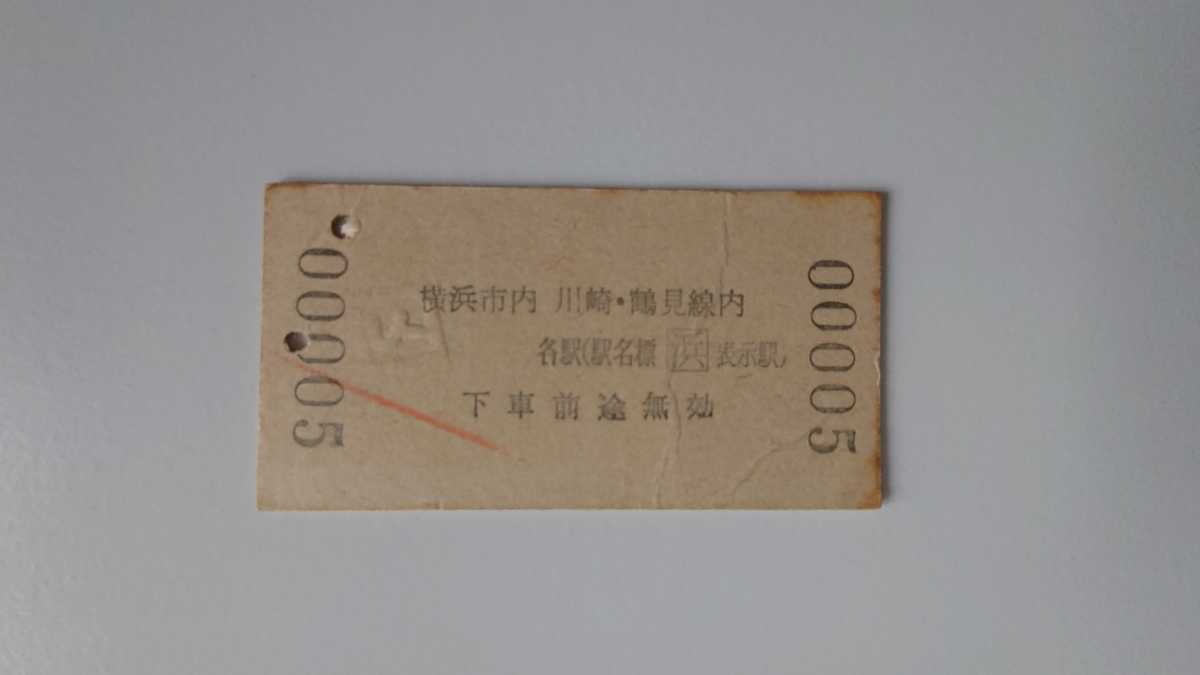 00005
横浜市内 川崎・鶴見線内
各駅(駅名標 浜 表示駅)
下車前途無効
00005